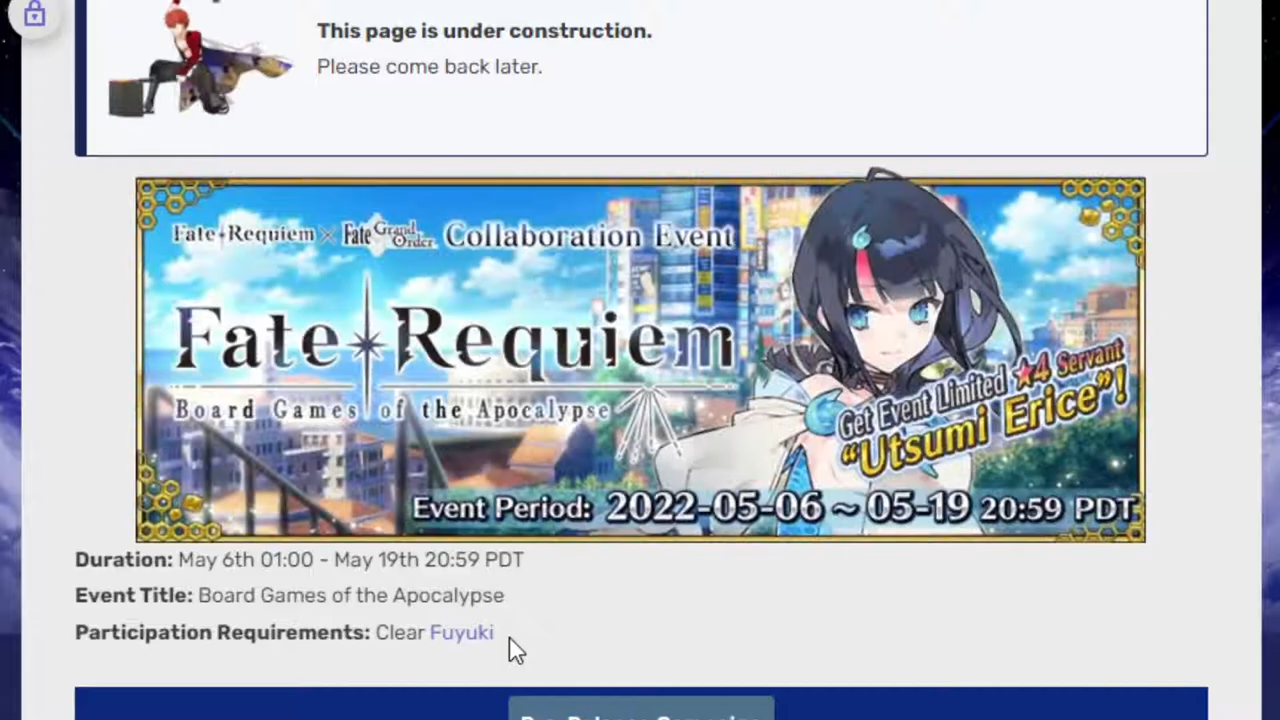 This page is under construction.
Please come back later.
Fate Requiem × Fate Grand Order Collaboration Event
Fate Requiem
Board Games of the Apocalypse
Get Event Limited ★4 Servant
"Utsumi Erice"!
Event Period: 2022-05-06 ~ 05-19 20:59 PDT
Duration: May 6th 01:00 - May 19th 20:59 PDT
Event Title: Board Games of the Apocalypse
Participation Requirements: Clear Fuyuki